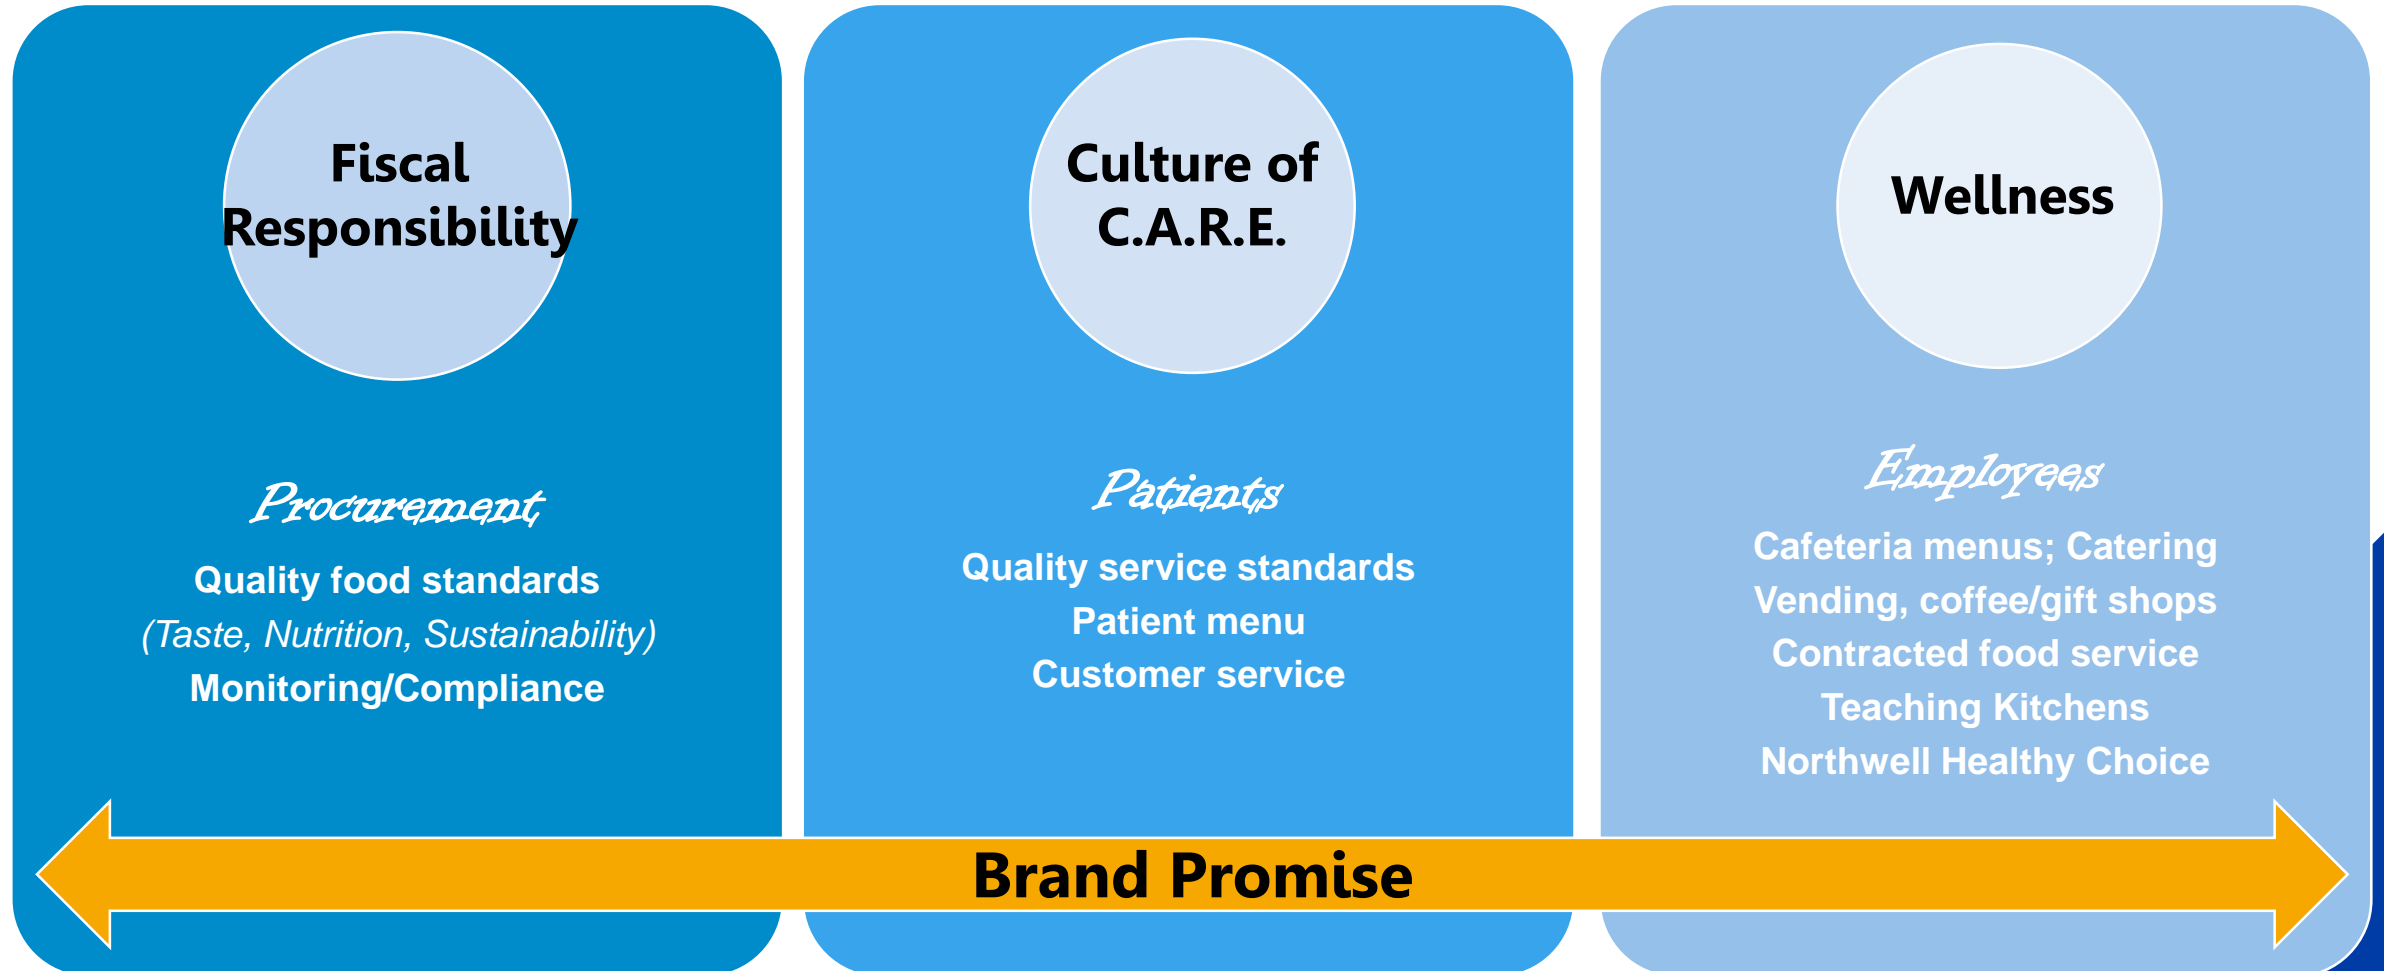 Fiscal
Responsibility
Procurement
Quality food standards
(Taste, Nutrition, Sustainability)
Monitoring/Compliance
Culture of
C.A.R.E.
Patients
Quality service standards
Patient menu
Customer service
Wellness
Employees
Cafeteria menus; Catering
Vending, coffee/gift shops
Contracted food service
Teaching Kitchens
Northwell Healthy Choice
Brand Promise